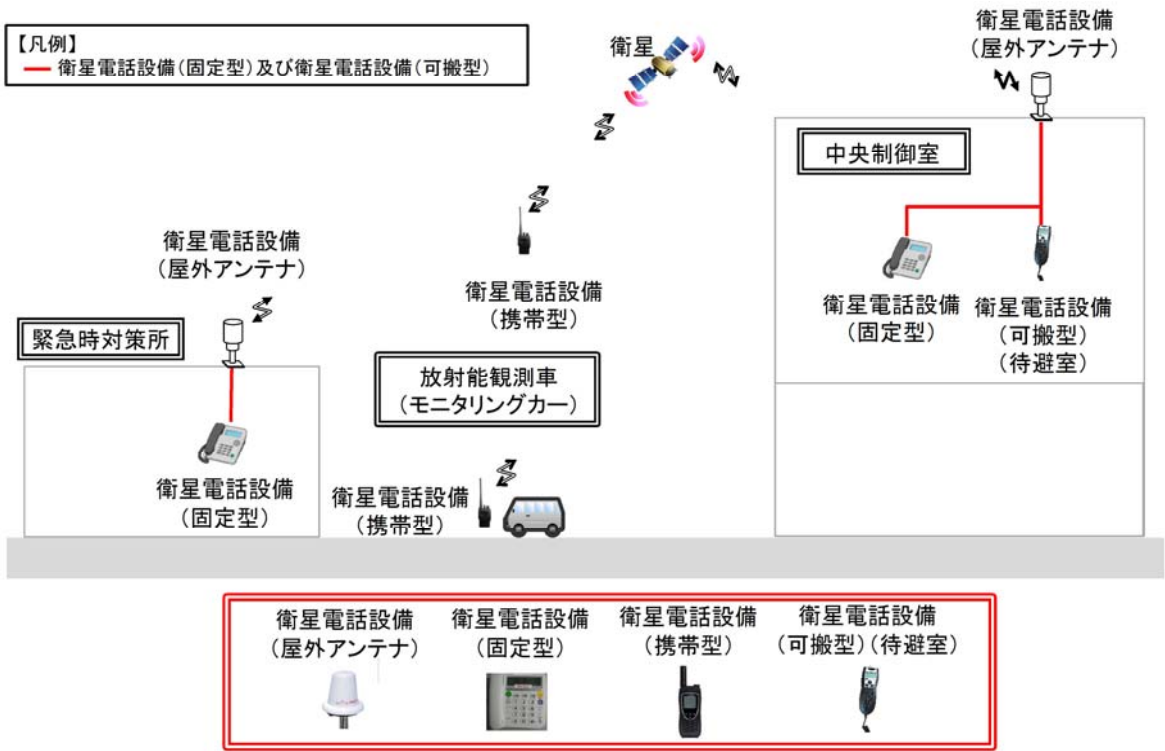 【凡例】
衛星電話設備(固定型)及び衛星電話設備(可搬型)
衛星
衛星電話設備
(屋外アンテナ)
中央制御室
衛星電話設備
(固定型)
衛星電話設備
(可搬型)
(待避室)
衛星電話設備
(携帯型)
衛星電話設備
(屋外アンテナ)
緊急時対策所
衛星電話設備
(固定型)
放射能観測車
(モニタリングカー)
衛星電話設備
(携帯型)
衛星電話設備
(屋外アンテナ)
衛星電話設備
(固定型)
衛星電話設備
(携帯型)
衛星電話設備
(可搬型)(待避室)